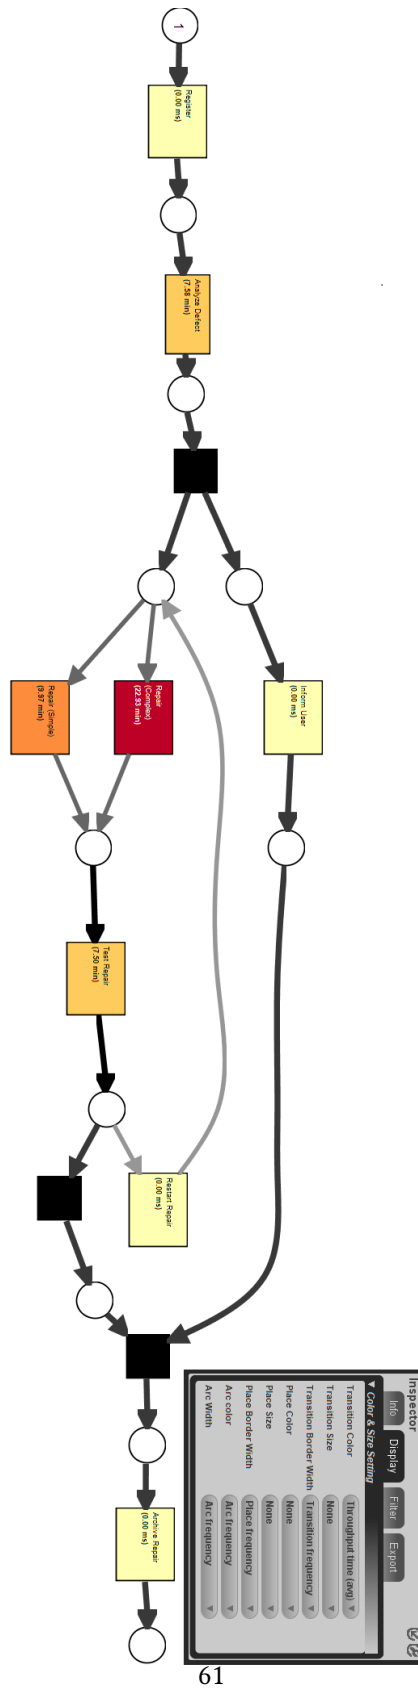 1
Register
(0.00 ms)
Analyze Defect
(7.58 min)
Inform User
(0.00 ms)
Repair
(Complex)
(22.93 min)
Repair (Simple)
(9.97 min)
Test Repair
(7.50 min)
Restart Repair
(0.00 ms)
Archive Repair
(0.00 ms)
Inspector
Info Display Filter Export
▼ Color & Size Setting
Transition Color Throughput time (avg) ▼
Transition Size None ▼
Transition Border Width Transition frequency ▼
Place Color None ▼
Place Size None ▼
Place Border Width Place frequency ▼
Arc color Arc frequency ▼
Arc Width Arc frequency ▼
61